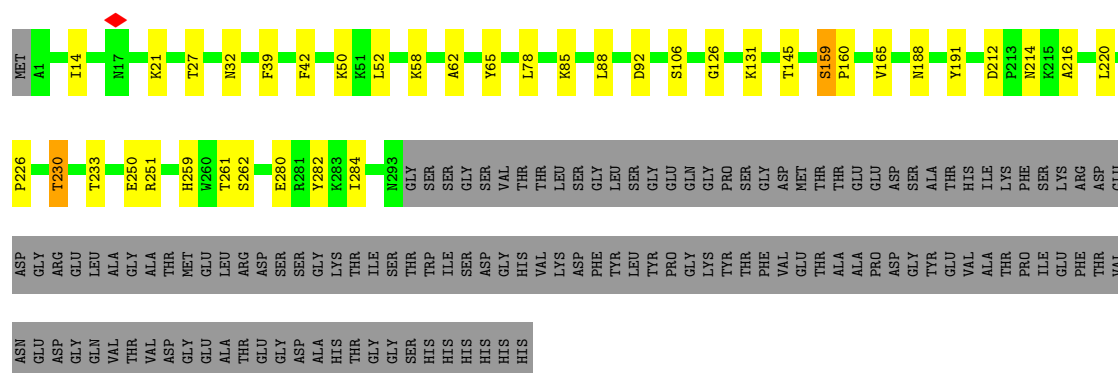 MET A1 I14 N17 K21 T27 N32 F39 F42 K50 K51 L52 K58 A62 Y65 L78 K85 L88 D92 S106 G126 K131 T145 S159 P160 V165 N188 Y191 D212 P213 N214 K215 A216 L220
P226 T230 T233 E250 R251 H259 W260 T261 S262 E280 R281 Y282 K283 I284 N293 GLY SER SER GLY SER VAL THR THR LEU SER GLY LEU SER GLY GLU GLN GLY PRO SER GLY ASP MET THR THR GLU GLU ASP SER ALA THR HIS ILE LYS PHE SER LYS ARG ASP GLU
ASP GLY ARG GLU LEU ALA GLY ALA THR MET GLU LEU ARG ASP SER SER GLY LYS THR ILE SER THR TRP ILE SER ASP GLY HIS VAL LYS ASP PHE TYR LEU TYR PRO GLY LYS TYR THR PHE VAL GLU THR ALA ALA PRO ASP GLY TYR GLU VAL ALA THR PRO ILE GLU PHE THR VAL
ASN GLU ASP GLY GLN VAL THR VAL ASP GLY GLU ALA THR GLU GLY ASP ALA HIS THR GLY GLY SER HIS HIS HIS HIS HIS HIS